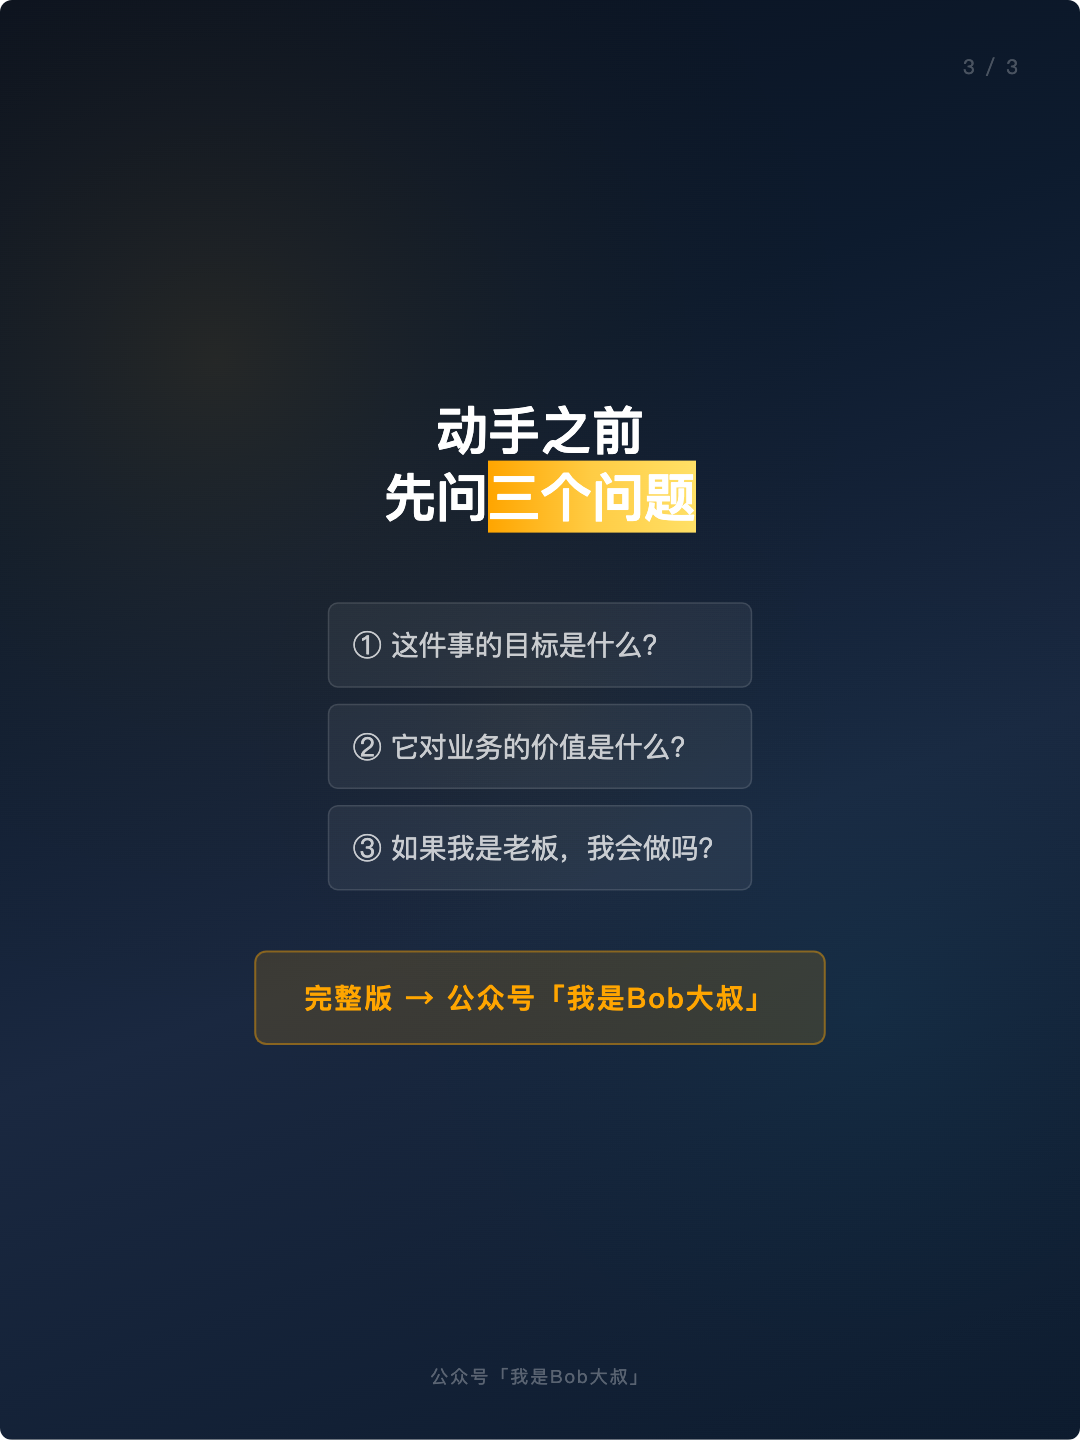 3 / 3
动手之前
先问三个问题
① 这件事的目标是什么？
② 它对业务的价值是什么？
③ 如果我是老板，我会做吗？
完整版 → 公众号「我是Bob大叔」
公众号「我是Bob大叔」